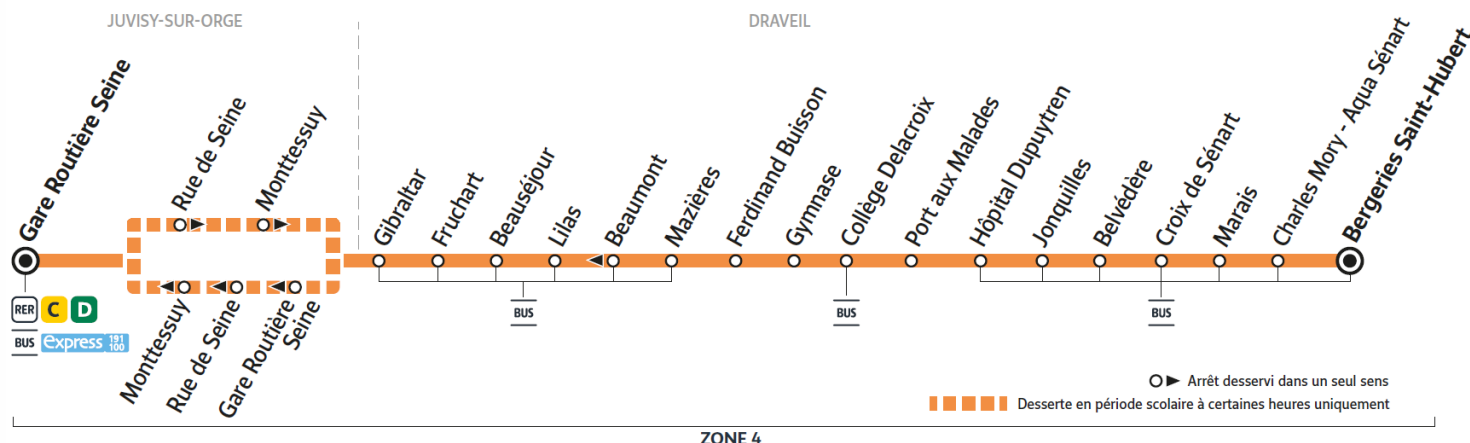 JUVISY-SUR-ORGE
DRAVEIL
Gare Routière Seine
Rue de Seine
Monttessuy
Gibraltar
Fruchart
Beauséjour
Lilas
Beaumont
Mazières
Ferdinand Buisson
Gymnase
Collège Delacroix
Port aux Malades
Hôpital Dupuytren
Jonquilles
Belvédère
Croix de Sénart
Marais
Charles Mory - Aqua Sénart
Bergeries Saint-Hubert
RER C D
BUS express 191
100
Monttessuy
Rue de Seine
Gare Routière
Seine
BUS
BUS
BUS
Arrêt desservi dans un seul sens
Desserte en période scolaire à certaines heures uniquement
ZONE 4